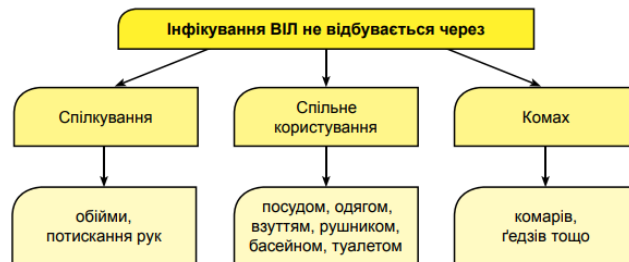 Інфікування ВІЛ не відбувається через
Спілкування
Спільне
користування
Комах
обійми,
потискання рук
посудом, одягом,
взуттям, рушником,
басейном, туалетом
комарів,
ґедзів тощо